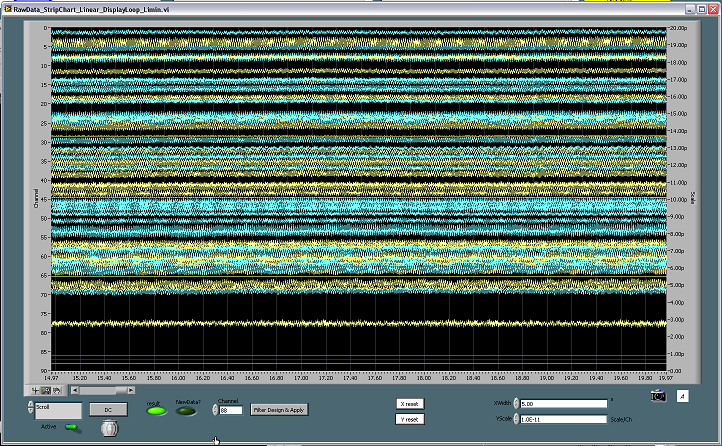 RawData_StripChart_Linear_DisplayLoop_Limin.vi
0
5
10
15
20
25
30
35
40
45
50
55
60
65
70
75
80
85
90
Channel
20.00p
19.00p
18.00p
17.00p
16.00p
15.00p
14.00p
13.00p
12.00p
11.00p
10.00p
9.00p
8.00p
7.00p
6.00p
5.00p
4.00p
3.00p
2.00p
1.00p
0.00p
Scale
14.97 15.20 15.40 15.60 15.80 16.00 16.20 16.40 16.60 16.80 17.00 17.20 17.40 17.60 17.80 18.00 18.20 18.40 18.60 18.80 19.00 19.20 19.40 19.60 19.97
Scroll
DC
result
NewData?
Channel
88
Filter Design & Apply
Active
X reset
Y reset
XWidth 5.00 s
YScale 1.0E-11 Scale/Ch
A